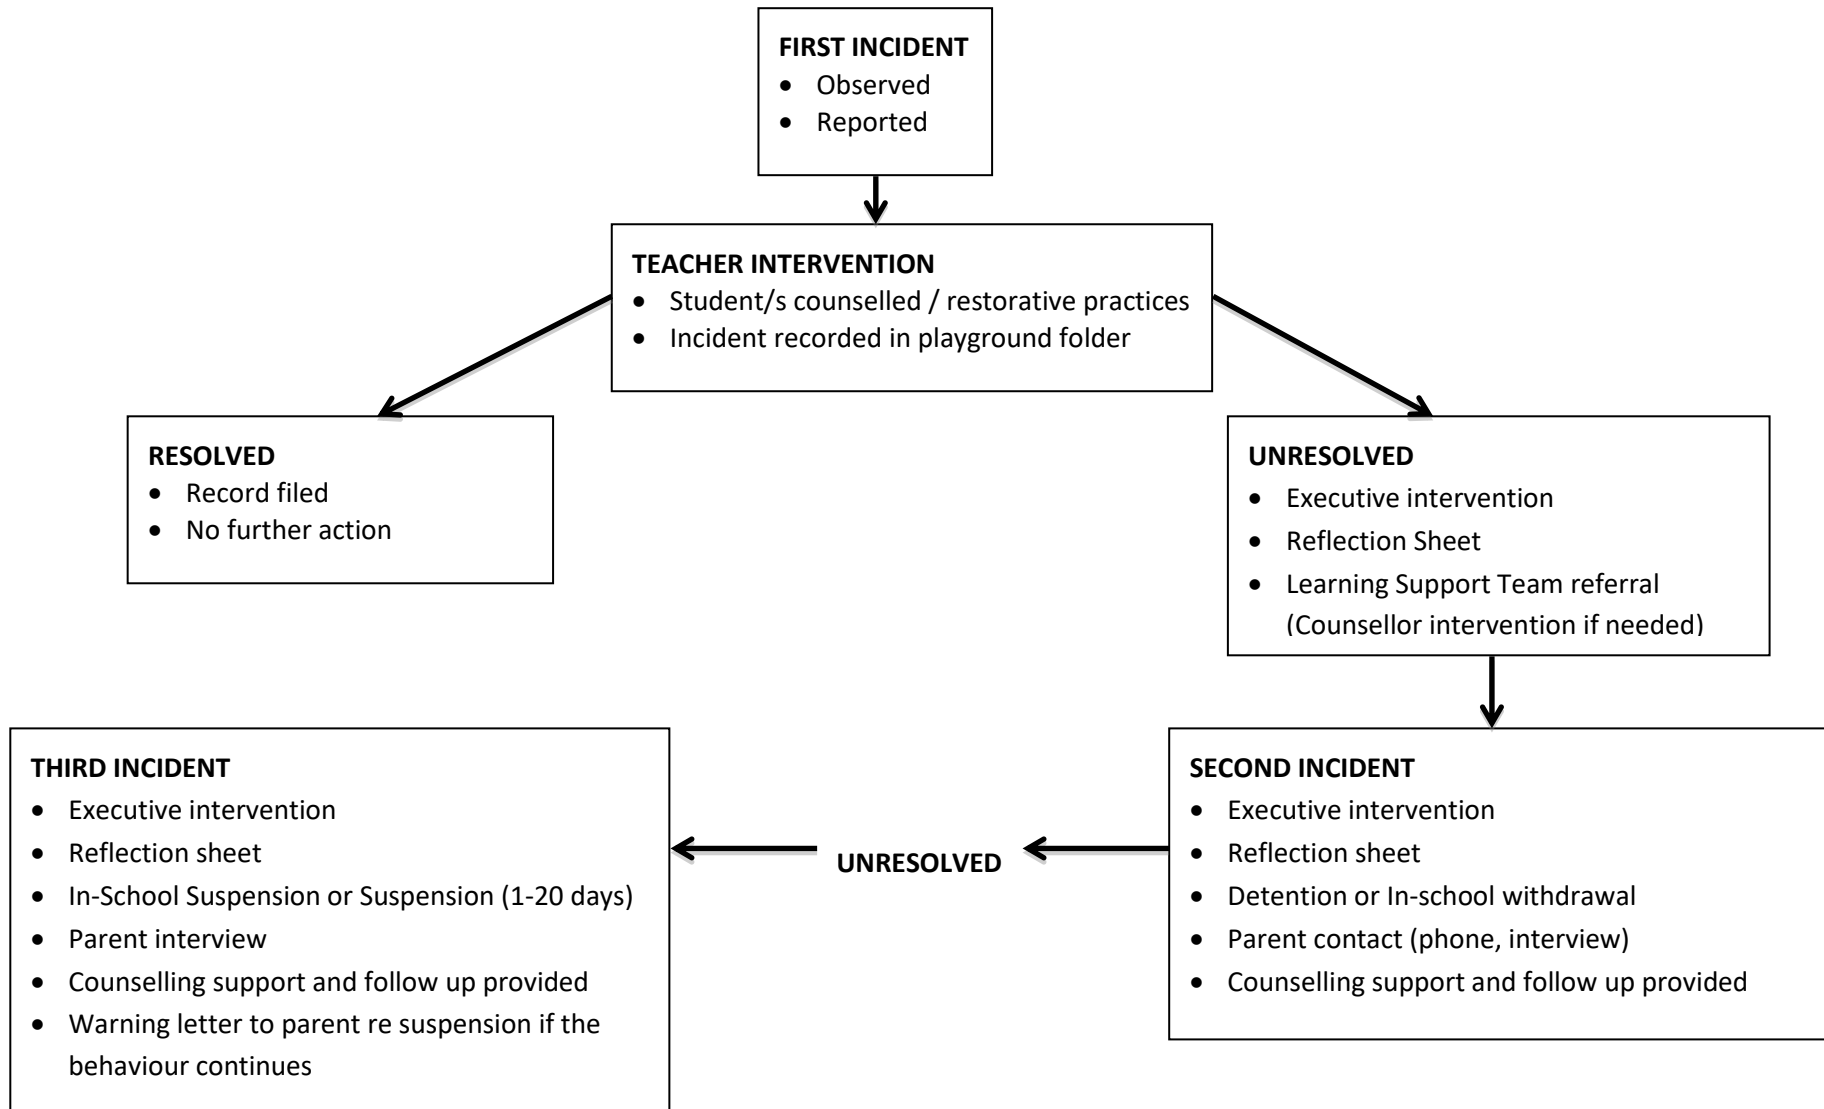 FIRST INCIDENT
• Observed
• Reported
TEACHER INTERVENTION
• Student/s counselled / restorative practices
• Incident recorded in playground folder
RESOLVED
• Record filed
• No further action
UNRESOLVED
• Executive intervention
• Reflection Sheet
• Learning Support Team referral
(Counsellor intervention if needed)
SECOND INCIDENT
• Executive intervention
• Reflection sheet
• Detention or In-school withdrawal
• Parent contact (phone, interview)
• Counselling support and follow up provided
UNRESOLVED
THIRD INCIDENT
• Executive intervention
• Reflection sheet
• In-School Suspension or Suspension (1-20 days)
• Parent interview
• Counselling support and follow up provided
• Warning letter to parent re suspension if the
behaviour continues